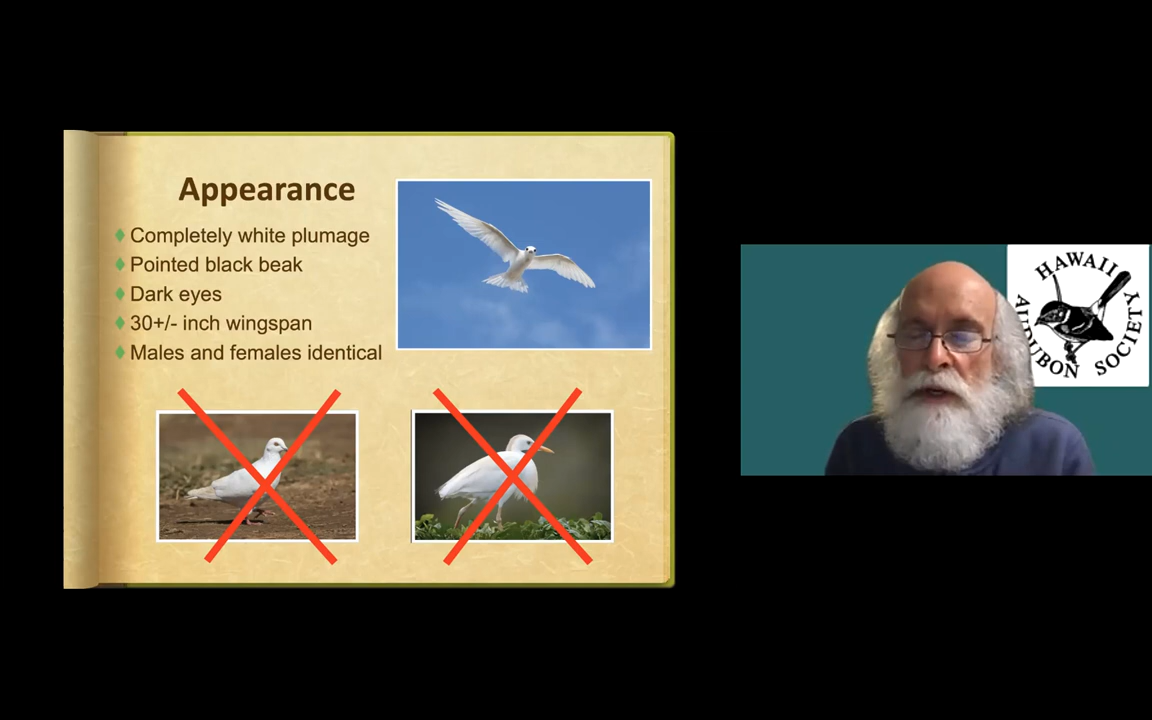 Appearance
Completely white plumage
Pointed black beak
Dark eyes
30+/- inch wingspan
Males and females identical
HAWAII
AUDUBON SOCIETY